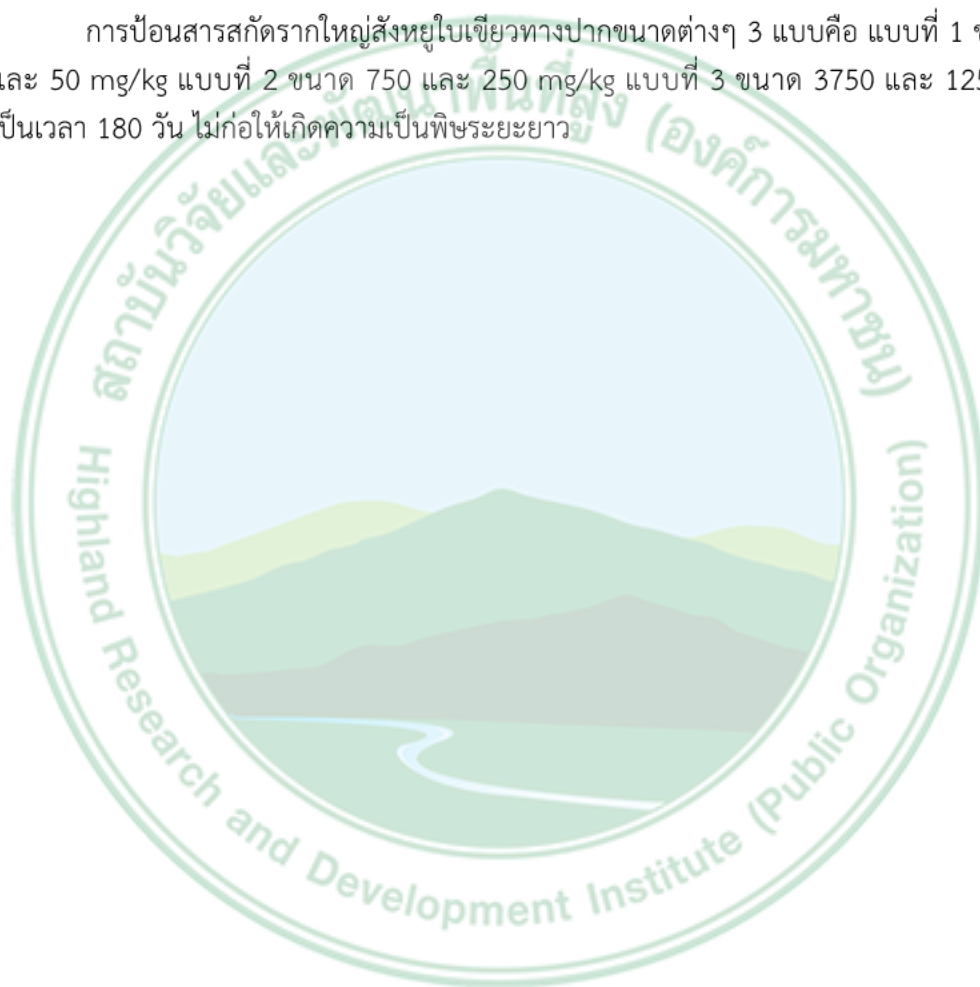 การป้อนสารสกัดรากใหญ่สังหยูใบเขียวทางปากขนาดต่างๆ 3 แบบคือ แบบที่ 1 ข
และ 50 mg/kg แบบที่ 2 ขนาด 750 และ 250 mg/kg แบบที่ 3 ขนาด 3750 และ 125
ป็นเวลา 180 วัน ไม่ก่อให้เกิดความเป็นพิษระยะยาว
สถาบันวิจัยและพัฒนาพื้นที่สูง (องค์การมหาชน)
Highland Research and Development Institute (Public Organization)